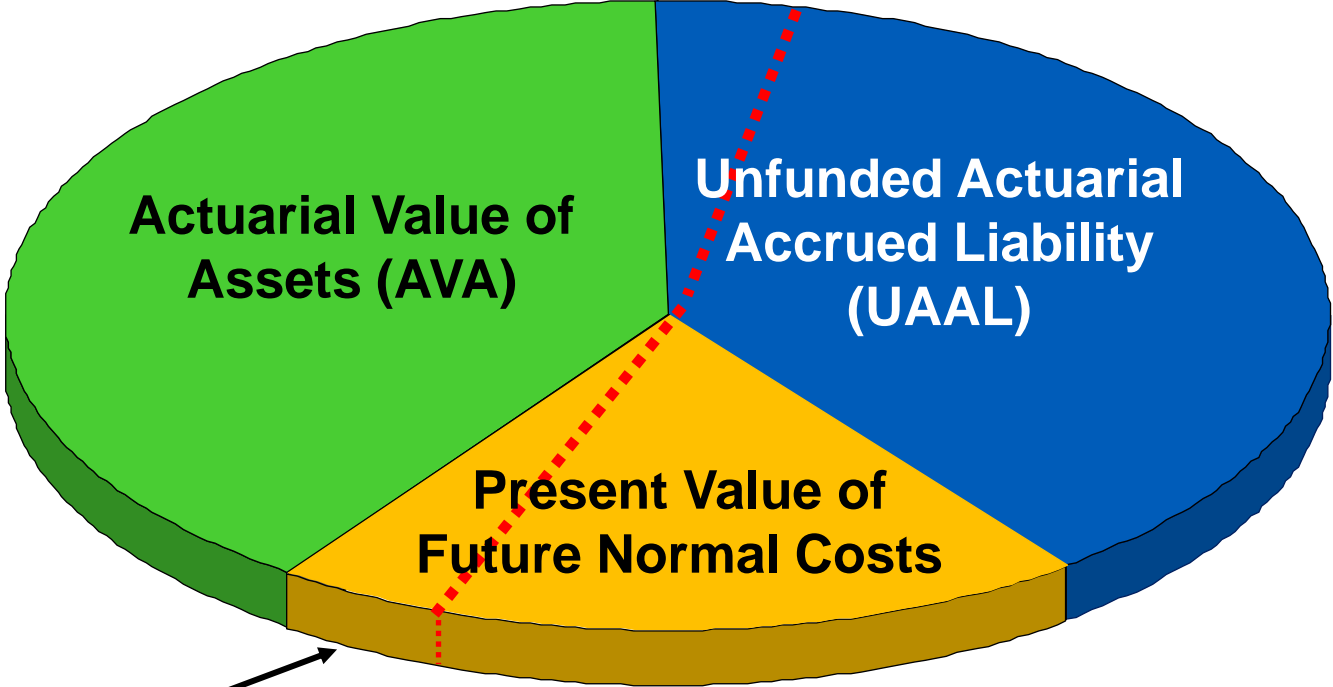 Actuarial Value of
Assets (AVA)
Unfunded Actuarial
Accrued Liability
(UAAL)
Present Value of
Future Normal Costs